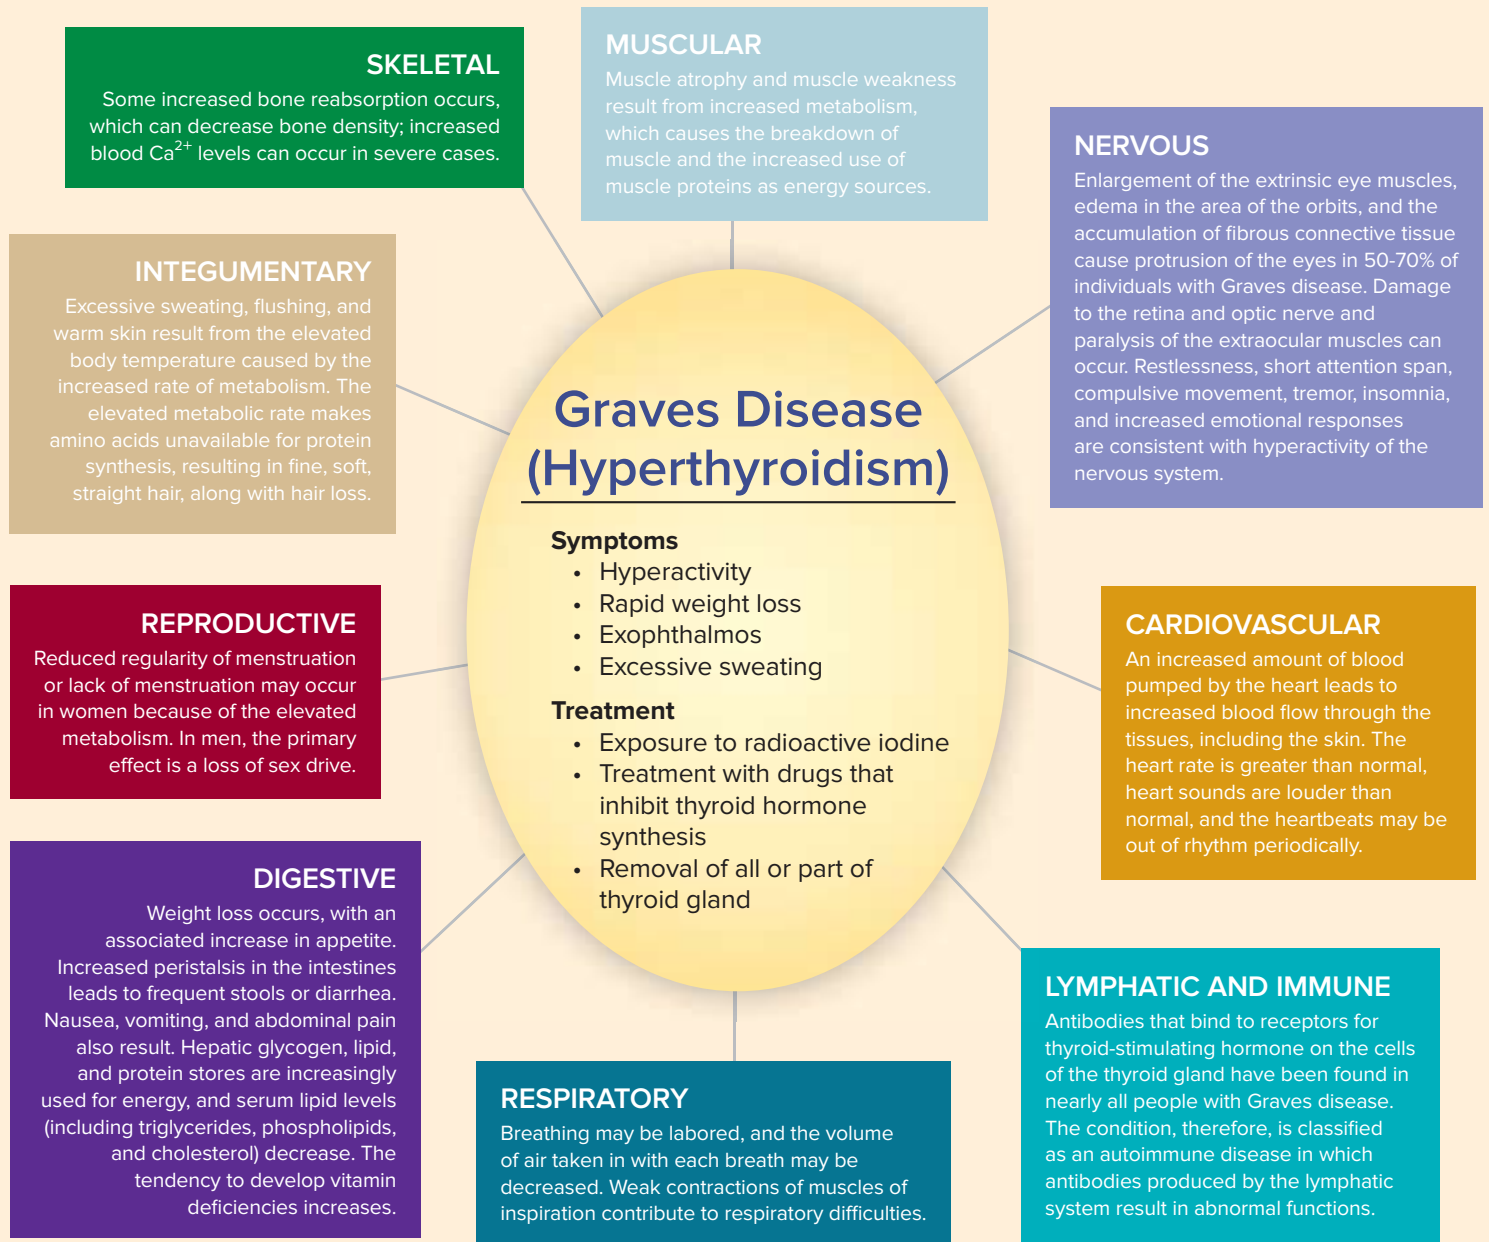 SKELETAL
Some increased bone reabsorption occurs,
which can decrease bone density; increased
blood Ca2+ levels can occur in severe cases.
MUSCULAR
Muscle atrophy and muscle weakness
result from increased metabolism,
which causes the breakdown of
muscle and the increased use of
muscle proteins as energy sources.
NERVOUS
Enlargement of the extrinsic eye muscles,
edema in the area of the orbits, and the
accumulation of fibrous connective tissue
cause protrusion of the eyes in 50-70% of
individuals with Graves disease. Damage
to the retina and optic nerve and
paralysis of the extraocular muscles can
occur. Restlessness, short attention span,
compulsive movement, tremor, insomnia,
and increased emotional responses
are consistent with hyperactivity of the
nervous system.
INTEGUMENTARY
Excessive sweating, flushing, and
warm skin result from the elevated
body temperature caused by the
increased rate of metabolism. The
elevated metabolic rate makes
amino acids unavailable for protein
synthesis, resulting in fine, soft,
straight hair, along with hair loss.
Graves Disease
(Hyperthyroidism)
Symptoms
• Hyperactivity
• Rapid weight loss
• Exophthalmos
• Excessive sweating
Treatment
• Exposure to radioactive iodine
• Treatment with drugs that
inhibit thyroid hormone
synthesis
• Removal of all or part of
thyroid gland
REPRODUCTIVE
Reduced regularity of menstruation
or lack of menstruation may occur
in women because of the elevated
metabolism. In men, the primary
effect is a loss of sex drive.
CARDIOVASCULAR
An increased amount of blood
pumped by the heart leads to
increased blood flow through the
tissues, including the skin. The
heart rate is greater than normal,
heart sounds are louder than
normal, and the heartbeats may be
out of rhythm periodically.
DIGESTIVE
Weight loss occurs, with an
associated increase in appetite.
Increased peristalsis in the intestines
leads to frequent stools or diarrhea.
Nausea, vomiting, and abdominal pain
also result. Hepatic glycogen, lipid,
and protein stores are increasingly
used for energy, and serum lipid levels
(including triglycerides, phospholipids,
and cholesterol) decrease. The
tendency to develop vitamin
deficiencies increases.
RESPIRATORY
Breathing may be labored, and the volume
of air taken in with each breath may be
decreased. Weak contractions of muscles of
inspiration contribute to respiratory difficulties.
LYMPHATIC AND IMMUNE
Antibodies that bind to receptors for
thyroid-stimulating hormone on the cells
of the thyroid gland have been found in
nearly all people with Graves disease.
The condition, therefore, is classified
as an autoimmune disease in which
antibodies produced by the lymphatic
system result in abnormal functions.